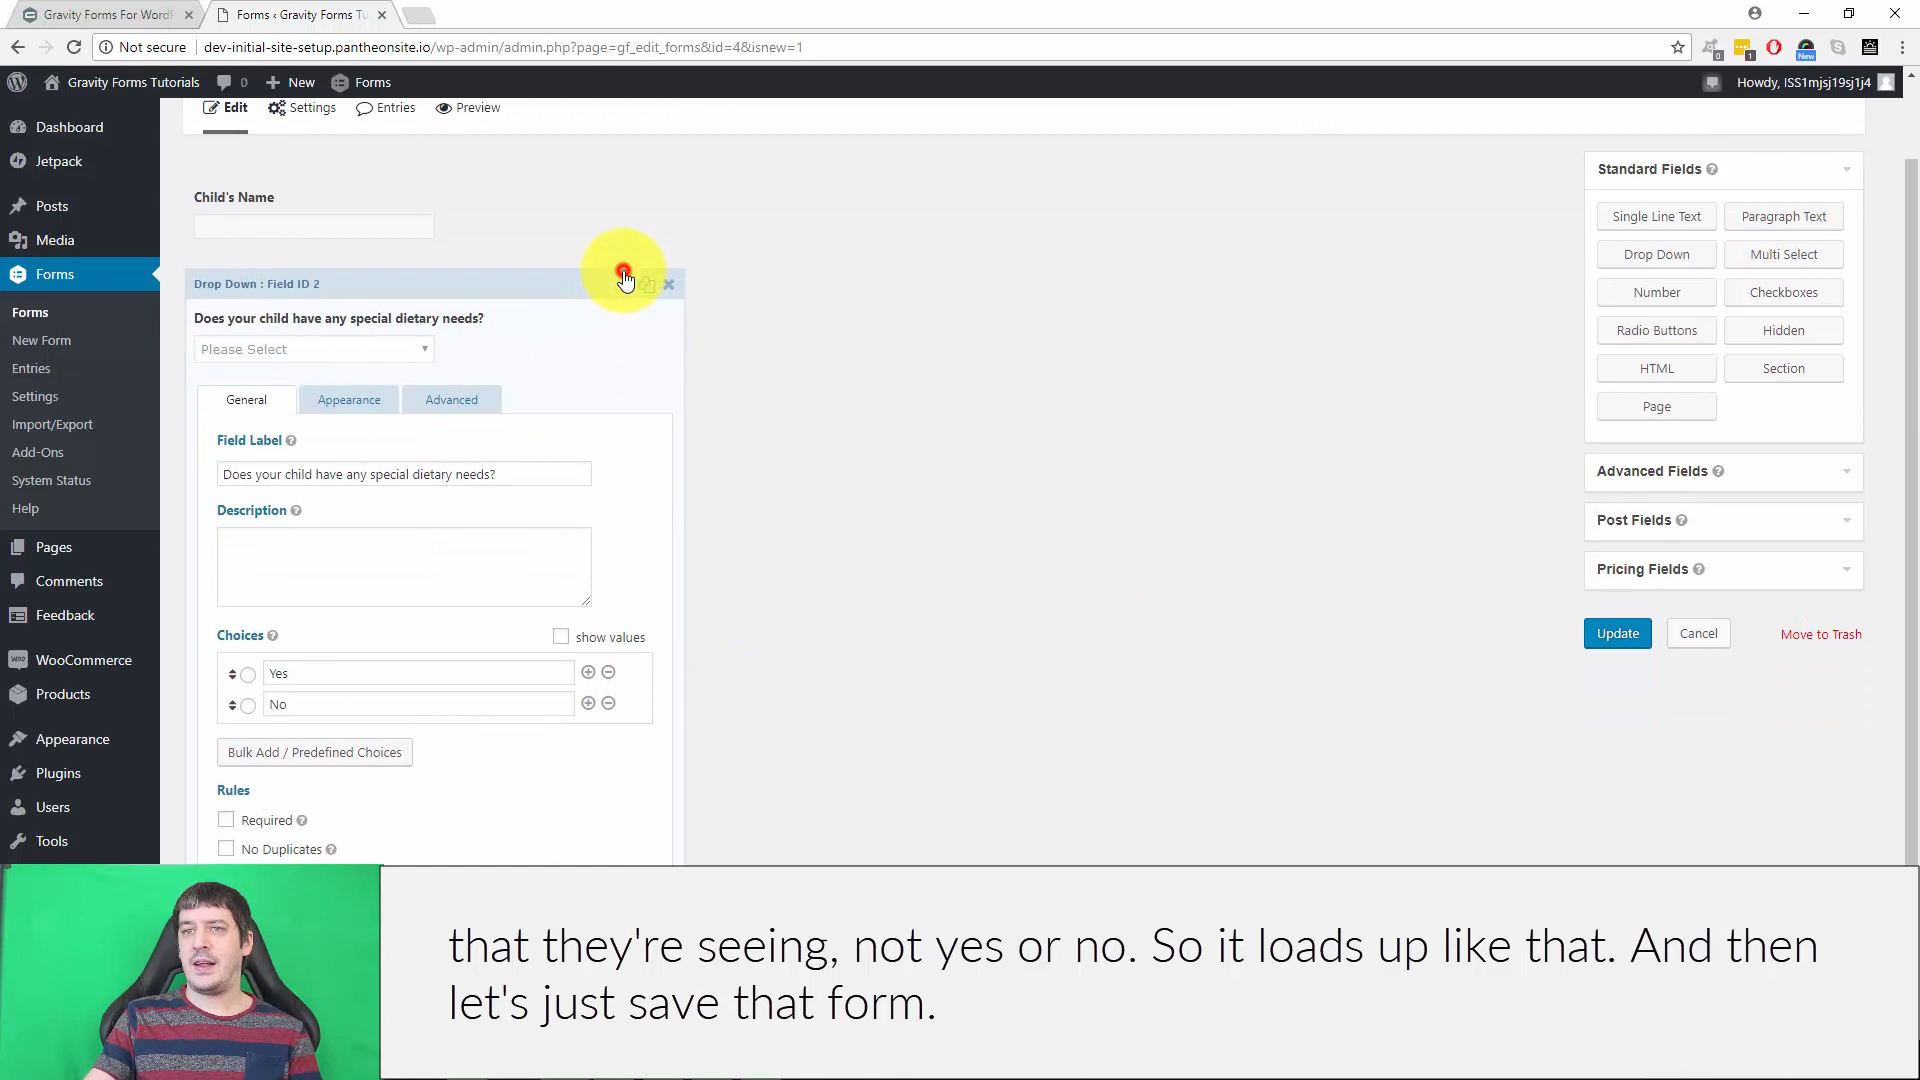 Gravity Forms For WordP
Forms ‹ Gravity Forms Tu
Not secure
dev-initial-site-setup.pantheonsite.io/wp-admin/admin.php?page=gf_edit_forms&id=4&isnew=1
0
1
New
Gravity Forms Tutorials
0
New
Forms
Howdy, ISS1mjsj19sj1j4
Dashboard
Jetpack
Posts
Media
Forms
Forms
New Form
Entries
Settings
Import/Export
Add-Ons
System Status
Help
Pages
Comments
Feedback
WooCommerce
Products
Appearance
Plugins
Users
Tools
Edit
Settings
Entries
Preview
Child's Name
Drop Down : Field ID 2
Does your child have any special dietary needs?
Please Select
General
Appearance
Advanced
Field Label
Does your child have any special dietary needs?
Description
Choices
show values
Yes
No
Bulk Add / Predefined Choices
Rules
Required
No Duplicates
Standard Fields
Single Line Text
Paragraph Text
Drop Down
Multi Select
Number
Checkboxes
Radio Buttons
Hidden
HTML
Section
Page
Advanced Fields
Post Fields
Pricing Fields
Update
Cancel
Move to Trash
that they're seeing, not yes or no. So it loads up like that. And then
let's just save that form.